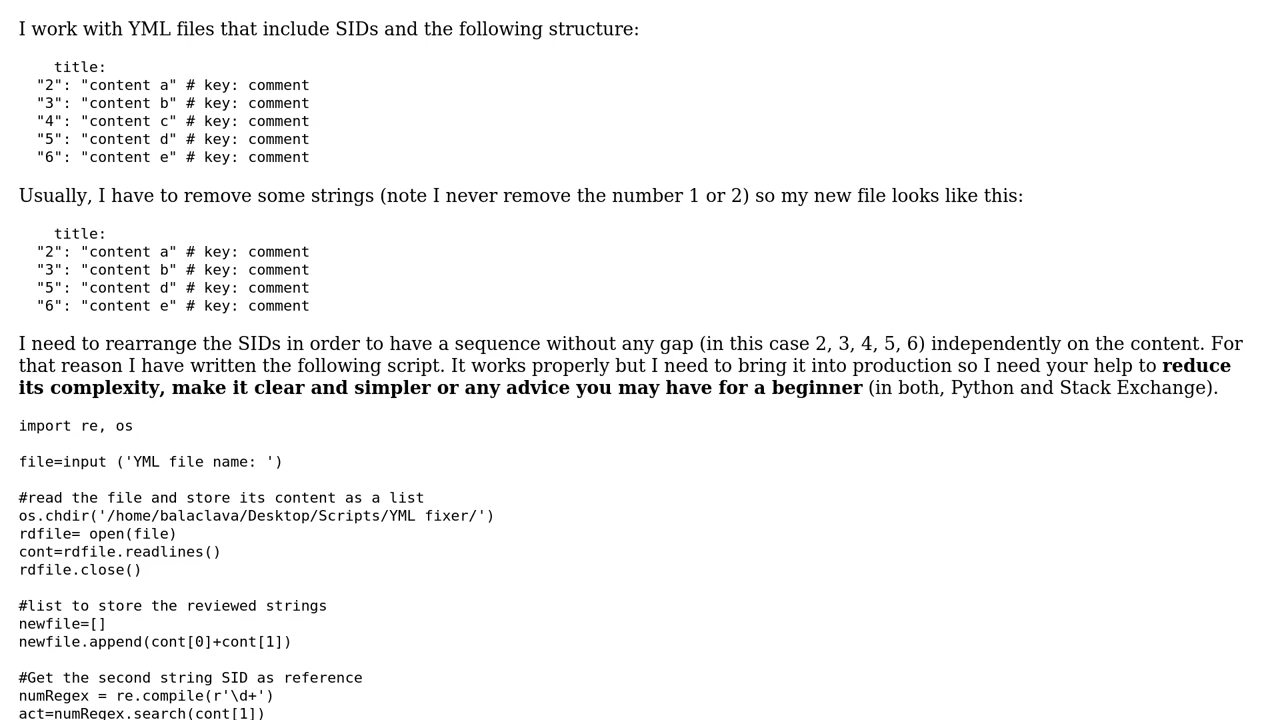 I work with YML files that include SIDs and the following structure:
    title:
  "2": "content a" # key: comment
  "3": "content b" # key: comment
  "4": "content c" # key: comment
  "5": "content d" # key: comment
  "6": "content e" # key: comment
Usually, I have to remove some strings (note I never remove the number 1 or 2) so my new file looks like this:
    title:
  "2": "content a" # key: comment
  "3": "content b" # key: comment
  "5": "content d" # key: comment
  "6": "content e" # key: comment
I need to rearrange the SIDs in order to have a sequence without any gap (in this case 2, 3, 4, 5, 6) independently on the content. For
that reason I have written the following script. It works properly but I need to bring it into production so I need your help to reduce
its complexity, make it clear and simpler or any advice you may have for a beginner (in both, Python and Stack Exchange).
import re, os
file=input ('YML file name: ')
#read the file and store its content as a list
os.chdir('/home/balaclava/Desktop/Scripts/YML fixer/')
rdfile= open(file)
cont=rdfile.readlines()
rdfile.close()
#list to store the reviewed strings
newfile=[]
newfile.append(cont[0]+cont[1])
#Get the second string SID as reference
numRegex = re.compile(r'\d+')
act=numRegex.search(cont[1])